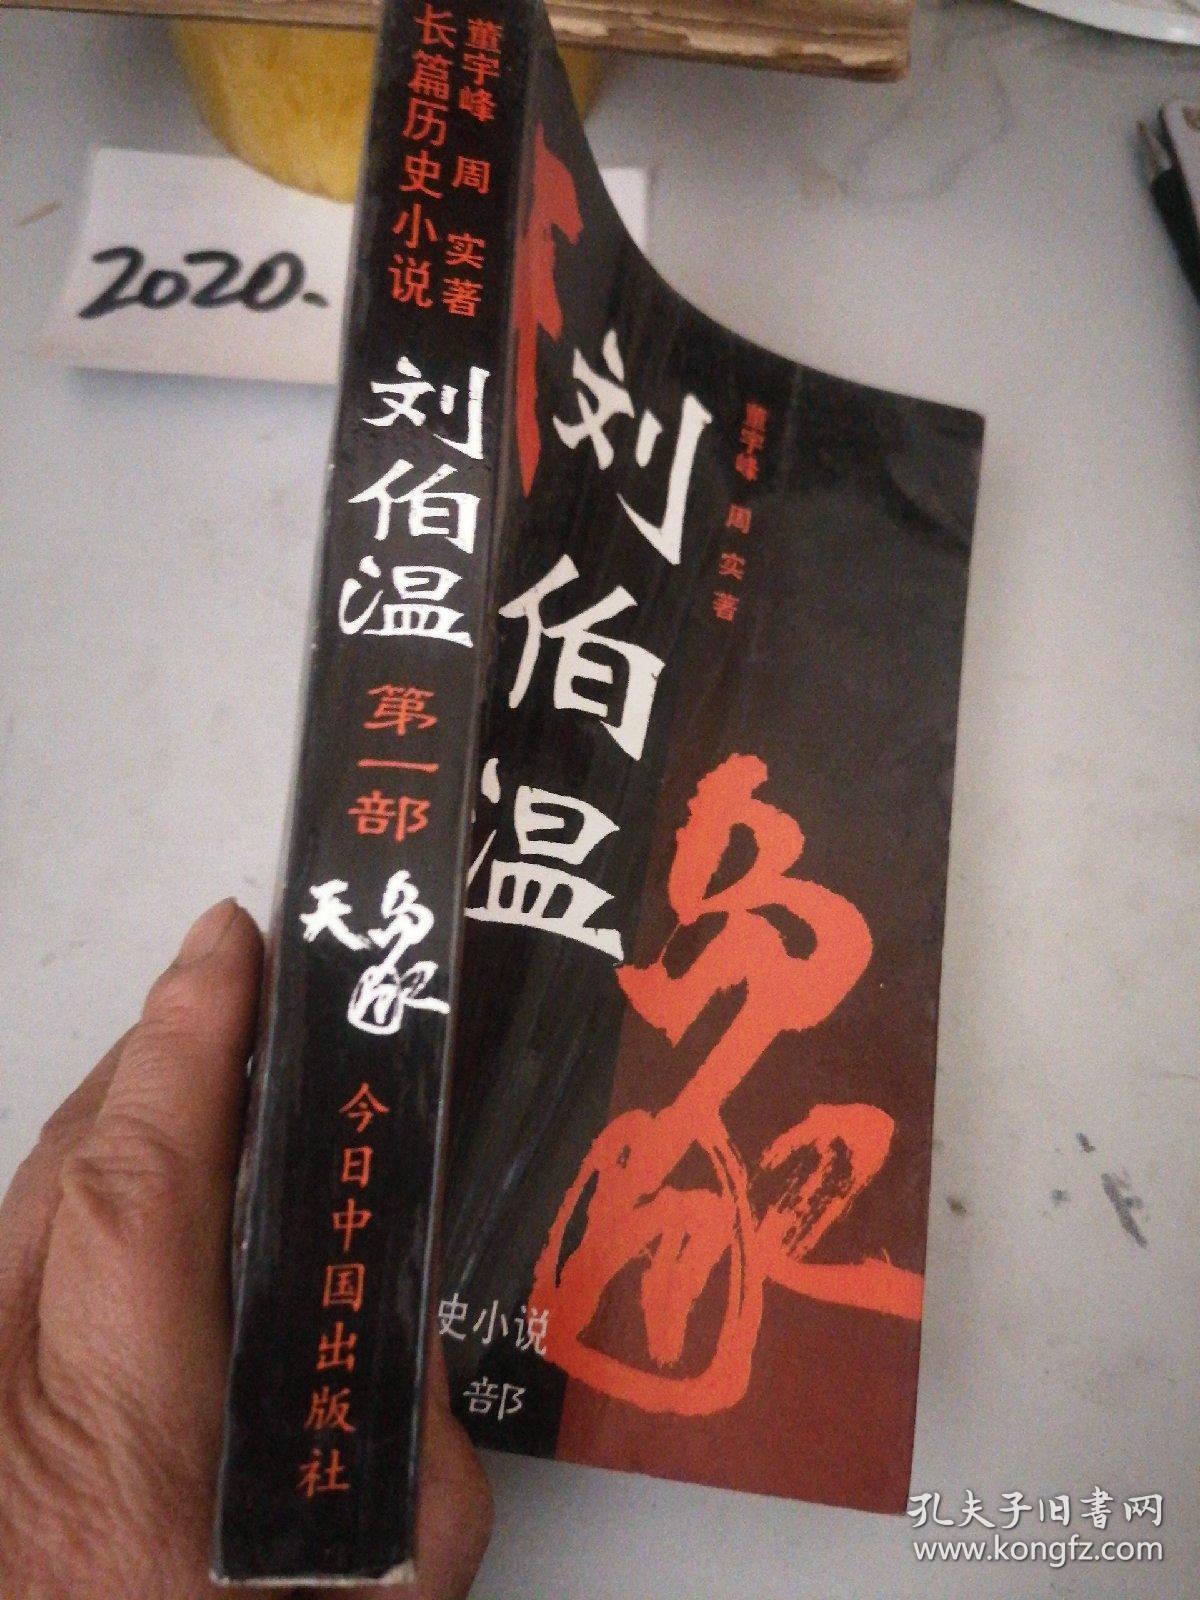 长篇历史小说
董宇峰 周 实著
刘伯温
第一部
天象
今日中国出版社
刘伯温
董宇峰 周 实 著
象
史小说
部
2020.
孔夫子旧書网
www.kongfz.com